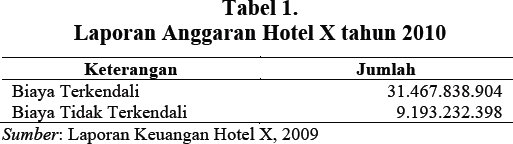 Tabel 1.
Laporan Anggaran Hotel X tahun 2010
Keterangan Jumlah
Biaya Terkendali 31.467.838.904
Biaya Tidak Terkendali 9.193.232.398
Sumber: Laporan Keuangan Hotel X, 2009